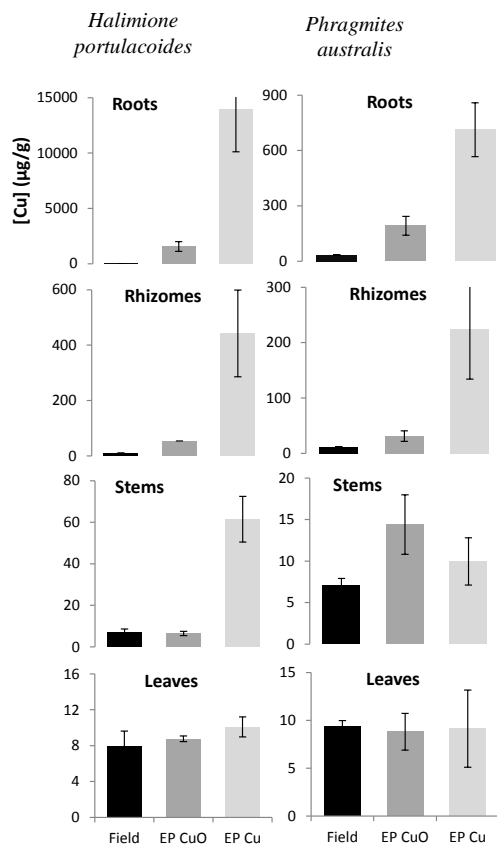 Halimione portulacoides
Phragmites australis
[Cu] (µg/g)
Roots
15000
10000
5000
0
Roots
900
600
300
0
Rhizomes
600
400
200
0
Rhizomes
300
200
100
0
Stems
80
60
40
20
0
Stems
20
15
10
5
0
Leaves
16
12
8
4
0
Field EP CuO EP Cu
Leaves
15
10
5
0
Field EP CuO EP Cu